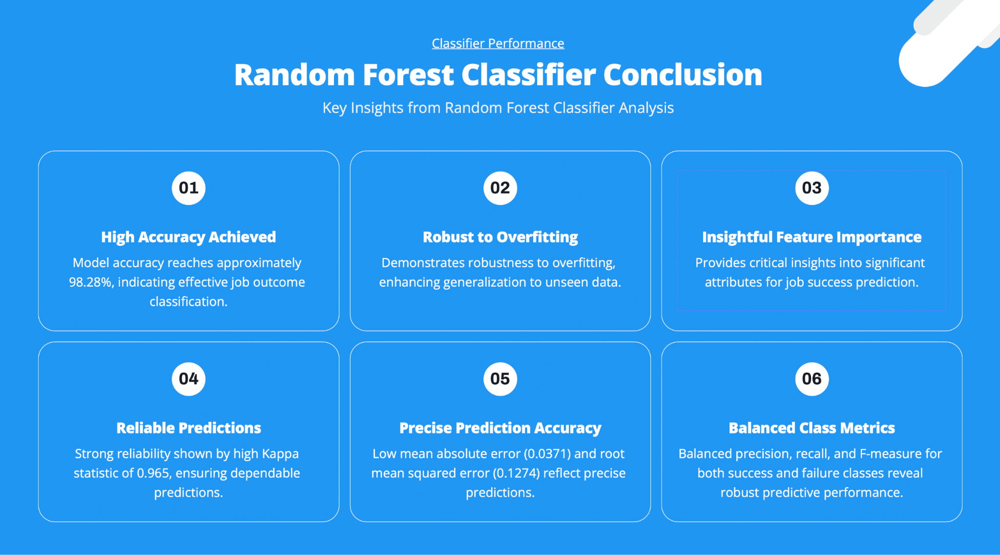 Classifier Performance
Random Forest Classifier Conclusion
Key Insights from Random Forest Classifier Analysis
01
High Accuracy Achieved
Model accuracy reaches approximately
98.28%, indicating effective job outcome
classification.
02
Robust to Overfitting
Demonstrates robustness to overfitting,
enhancing generalization to unseen data.
03
Insightful Feature Importance
Provides critical insights into significant
attributes for job success prediction.
04
Reliable Predictions
Strong reliability shown by high Kappa
statistic of 0.965, ensuring dependable
predictions.
05
Precise Prediction Accuracy
Low mean absolute error (0.0371) and root
mean squared error (0.1274) reflect precise
predictions.
06
Balanced Class Metrics
Balanced precision, recall, and F-measure for
both success and failure classes reveal
robust predictive performance.